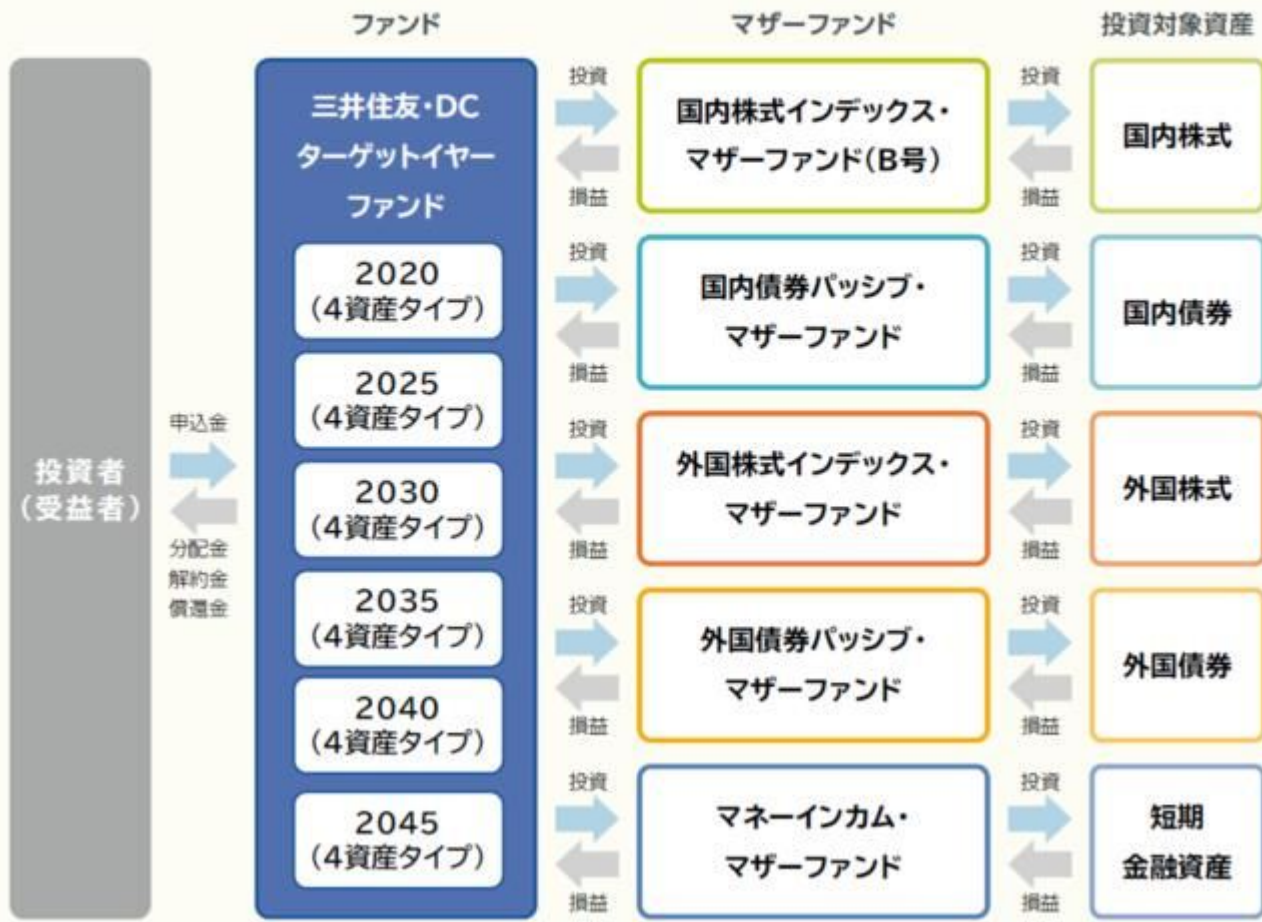 ファンド
マザーファンド
投資対象資産
投資者
（受益者）
申込金
分配金
解約金
償還金
三井住友・DC
ターゲットイヤー
ファンド
2020
（4資産タイプ）
2025
（4資産タイプ）
2030
（4資産タイプ）
2035
（4資産タイプ）
2040
（4資産タイプ）
2045
（4資産タイプ）
投資
損益
国内株式インデックス・
マザーファンド（B号）
投資
損益
国内株式
投資
損益
国内債券パッシブ・
マザーファンド
投資
損益
国内債券
投資
損益
外国株式インデックス・
マザーファンド
投資
損益
外国株式
投資
損益
外国債券パッシブ・
マザーファンド
投資
損益
外国債券
投資
損益
マネーインカム・
マザーファンド
投資
損益
短期
金融資産